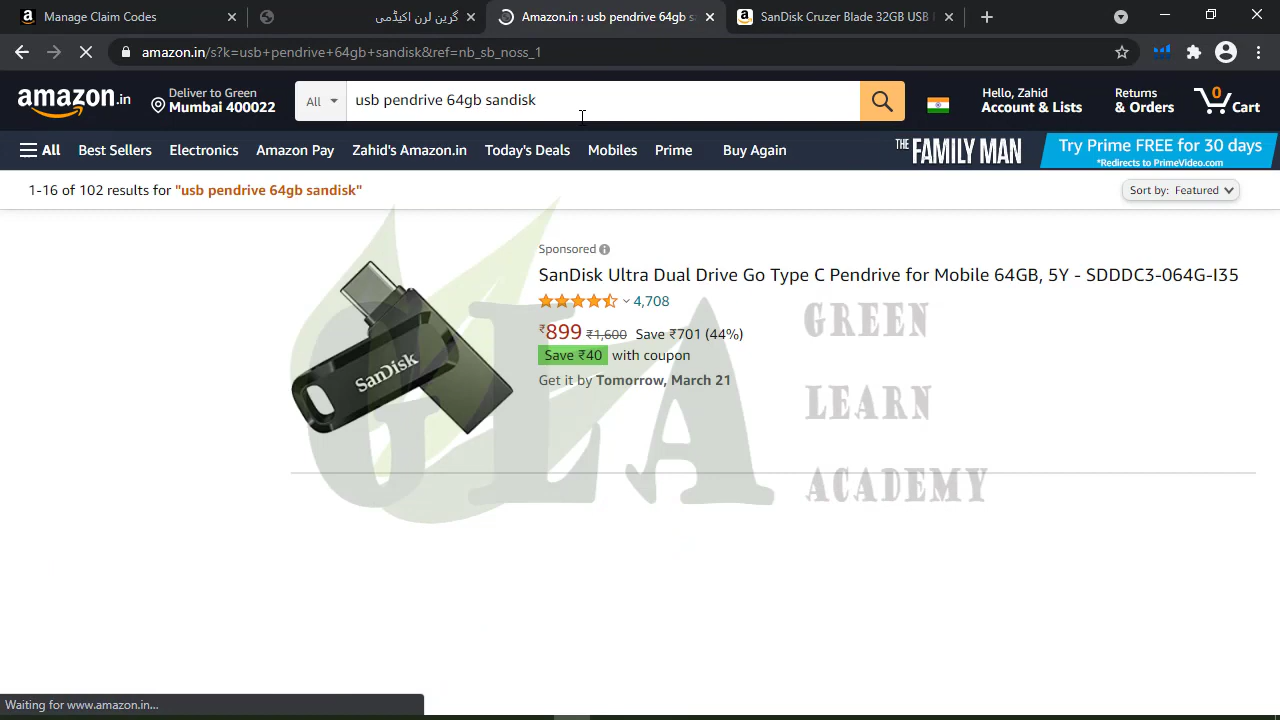 Manage Claim Codes
گرین لرن اکیڈمی
Amazon.in : usb pendrive 64gb s
SanDisk Cruzer Blade 32GB USB
amazon.in/s?k=usb+pendrive+64gb+sandisk&ref=nb_sb_noss_1
amazon.in
Deliver to Green
Mumbai 400022
All
usb pendrive 64gb sandisk
Hello, Zahid
Account & Lists
Returns
& Orders
0
Cart
All
Best Sellers
Electronics
Amazon Pay
Zahid's Amazon.in
Today's Deals
Mobiles
Prime
Buy Again
THE FAMILY MAN
Try Prime FREE for 30 days
*Redirects to PrimeVideo.com
1-16 of 102 results for "usb pendrive 64gb sandisk"
Sort by: Featured
Sponsored
SanDisk Ultra Dual Drive Go Type C Pendrive for Mobile 64GB, 5Y - SDDDC3-064G-I35
4,708
₹899 ₹1,600 Save ₹701 (44%)
Save ₹40 with coupon
Get it by Tomorrow, March 21
SanDisk
GLA
GREEN
LEARN
ACADEMY
Waiting for www.amazon.in...